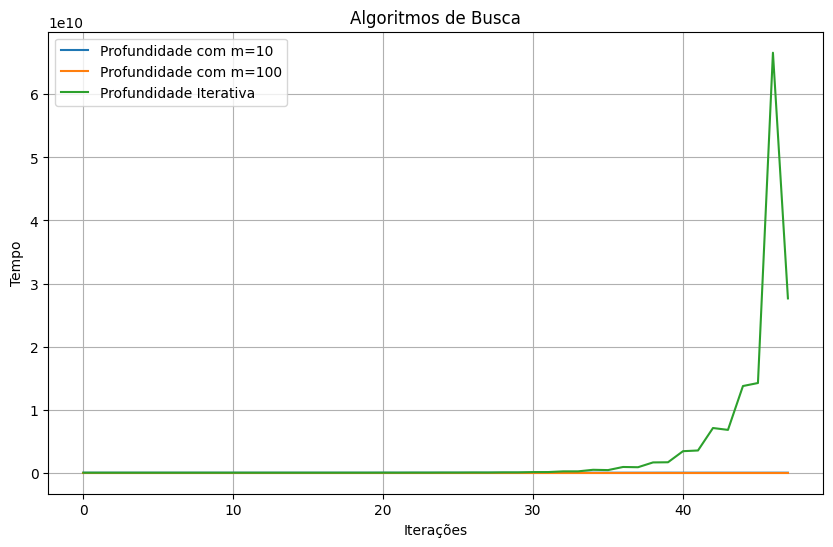 Algoritmos de Busca
1e10
Profundidade com m=10
Profundidade com m=100
Profundidade Iterativa
6
5
4
3
2
1
0
Tempo
0 10 20 30 40
Iterações